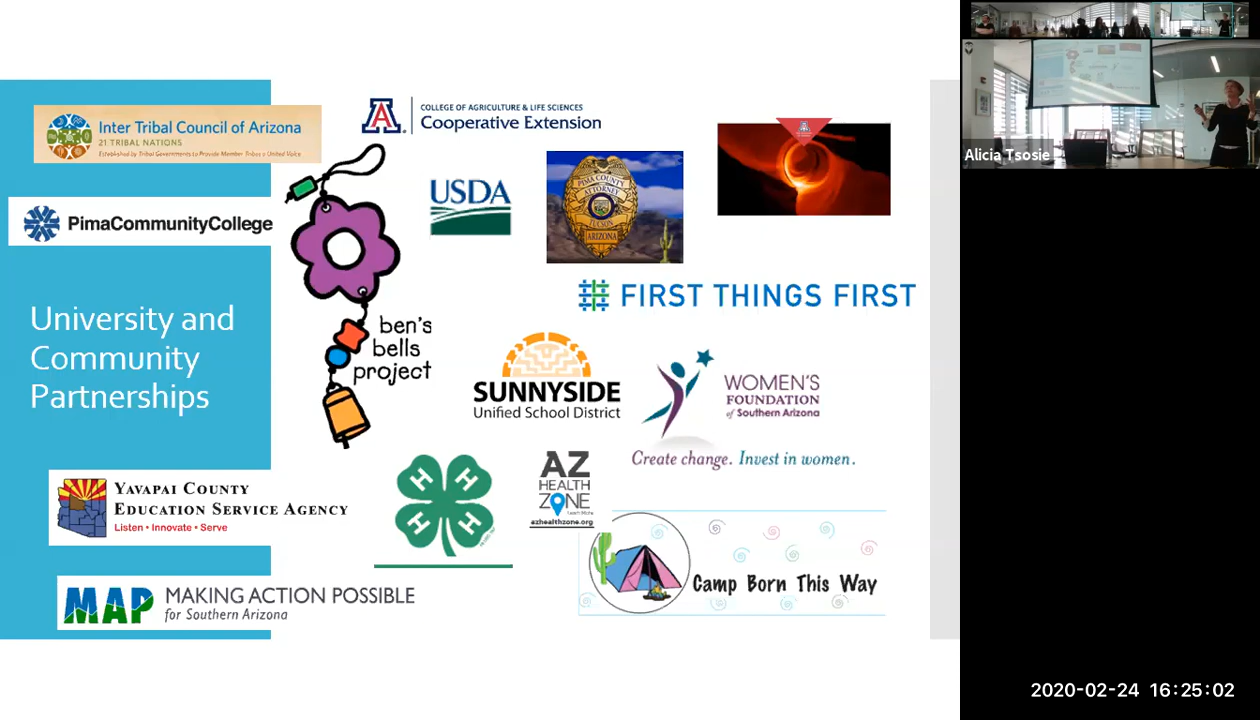 Inter Tribal Council of Arizona
21 TRIBAL NATIONS
Established by Tribal Governments to Provide Member Tribes a United Voice
PimaCommunityCollege
University and
Community
Partnerships
YAVAPAI COUNTY
EDUCATION SERVICE AGENCY
Listen • Innovate • Serve
MAP MAKING ACTION POSSIBLE
for Southern Arizona
A COLLEGE OF AGRICULTURE & LIFE SCIENCES
Cooperative Extension
USDA
PIMA COUNTY
ATTORNEY
TUCSON
ARIZONA
FIRST THINGS FIRST
ben's
bells
project
SUNNYSIDE
Unified School District
WOMEN'S
FOUNDATION
of Southern Arizona
Create change. Invest in women.
H H
H H
AZ
HEALTH
ZONE
azhealthzone.org
Camp Born This Way
Alicia Tsosie
2020-02-24 16:25:02